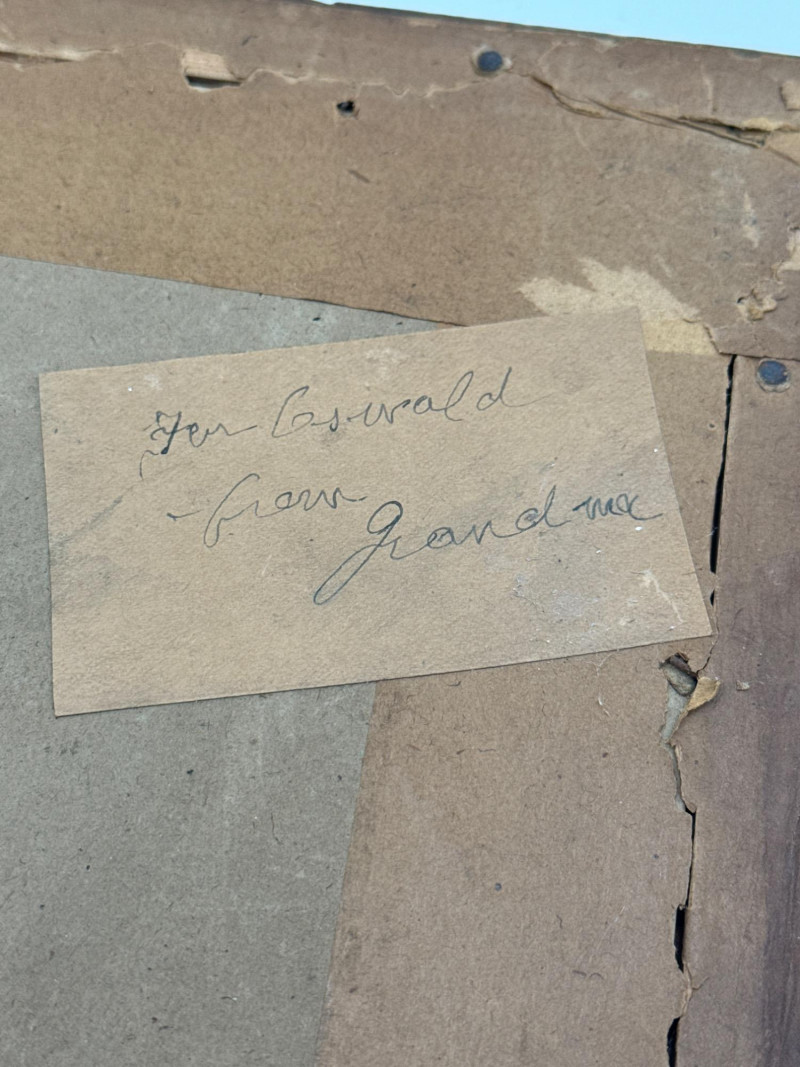 For Oswald
- from
Grandma